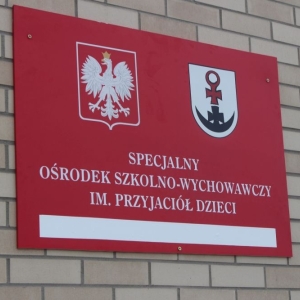 SPECJALNY
OŚRODEK SZKOLNO-WYCHOWAWCZY
IM. PRZYJACIÓŁ DZIECI